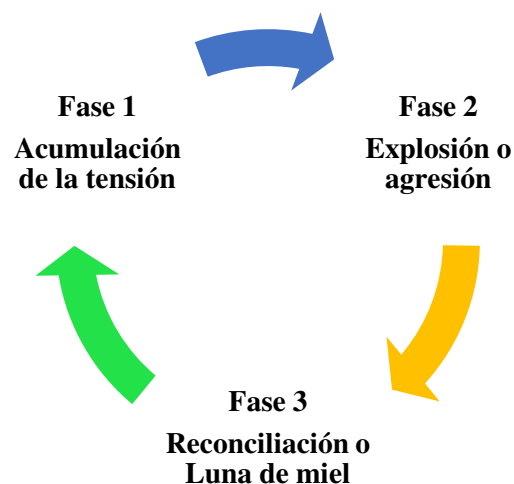 Fase 1
Acumulación
de la tensión
Fase 2
Explosión o
agresión
Fase 3
Reconciliación o
Luna de miel